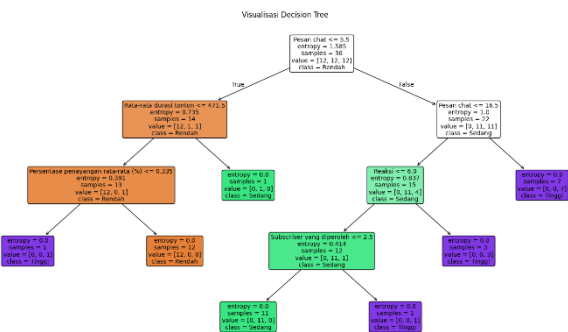 Visualisasi Decision Tree
Pesan chat <= 5.5
entropy = 1.585
samples = 36
value = [12, 12, 12]
class = Rendah
True
False
Rata-rata durasi tonton <= 471.5
entropy = 0.735
samples = 14
value = [12, 1, 1]
class = Rendah
Pesan chat <= 16.5
entropy = 1.0
samples = 22
value = [0, 11, 11]
class = Sedang
Persentase penayangan rata-rata (%) <= 0.335
entropy = 0.391
samples = 13
value = [12, 0, 1]
class = Rendah
entropy = 0.0
samples = 1
value = [0, 1, 0]
class = Sedang
Reaksi <= 6.0
entropy = 0.837
samples = 15
value = [0, 11, 4]
class = Sedang
entropy = 0.0
samples = 7
value = [0, 0, 7]
class = Tinggi
entropy = 0.0
samples = 1
value = [0, 0, 1]
class = Tinggi
entropy = 0.0
samples = 12
value = [12, 0, 0]
class = Rendah
Subscriber yang diperoleh <= 2.5
entropy = 0.414
samples = 12
value = [0, 11, 1]
class = Sedang
entropy = 0.0
samples = 3
value = [0, 0, 3]
class = Tinggi
entropy = 0.0
samples = 11
value = [0, 11, 0]
class = Sedang
entropy = 0.0
samples = 1
value = [0, 0, 1]
class = Tinggi